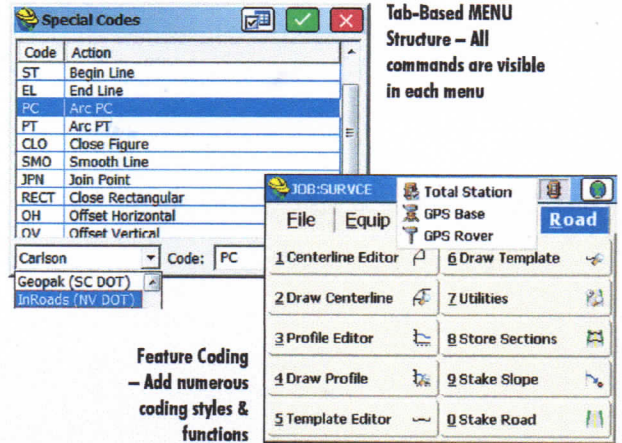 Special Codes
Code Action
ST Begin Line
EL End Line
PC Arc PC
PT Arc PT
CLO Close Figure
SMO Smooth Line
JPN Join Point
RECT Close Rectangular
OH Offset Horizontal
OV Offset Vertical
Carlson Code: PC
Geopak (SC DOT)
InRoads (NV DOT)
Tab-Based MENU
Structure – All
commands are visible
in each menu
JOB:SURVCE
Total Station
GPS Base
GPS Rover
File Equip Road
1 Centerline Editor 6 Draw Template
2 Draw Centerline 7 Utilities
3 Profile Editor 8 Store Sections
4 Draw Profile 9 Stake Slope
5 Template Editor 0 Stake Road
Feature Coding
– Add numerous
coding styles &
functions